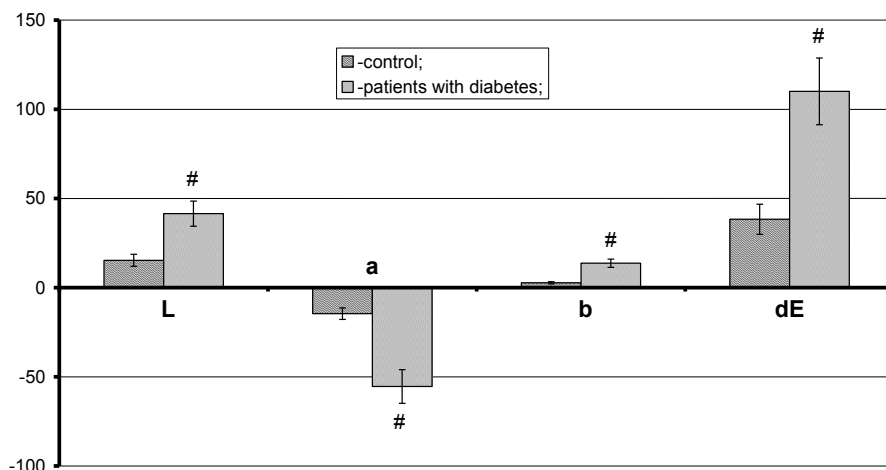 150
#
-control;
-patients with diabetes;
100
50
#
#
a
0
L
b
dE
-50
#
-100